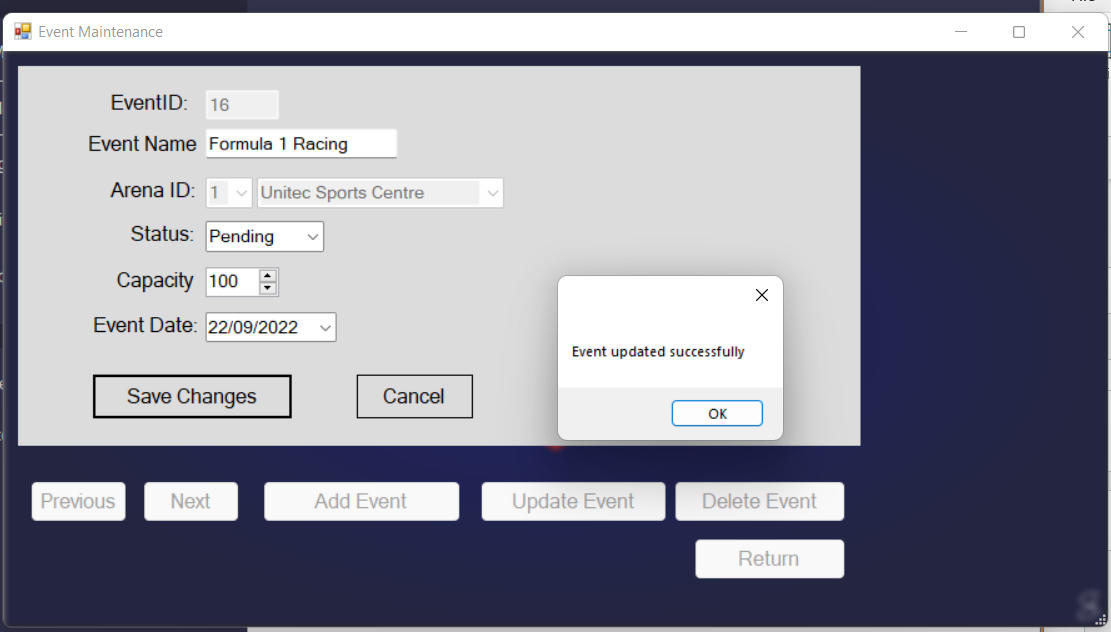 Event Maintenance
EventID: 16
Event Name Formula 1 Racing
Arena ID: 1 Unitec Sports Centre
Status: Pending
Capacity 100
Event Date: 22/09/2022
Save Changes Cancel
Event updated successfully
OK
Previous Next Add Event Update Event Delete Event
Return